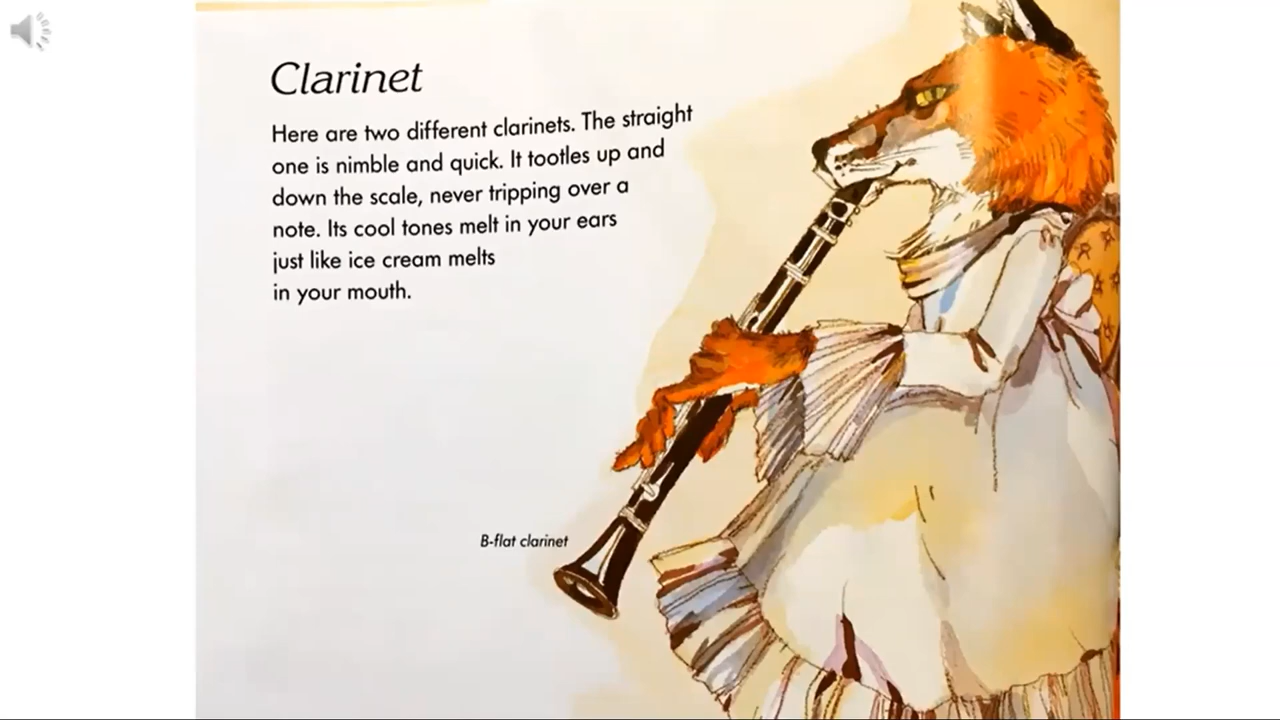 Clarinet
Here are two different clarinets. The straight
one is nimble and quick. It tootles up and
down the scale, never tripping over a
note. Its cool tones melt in your ears
just like ice cream melts
in your mouth.
B-flat clarinet